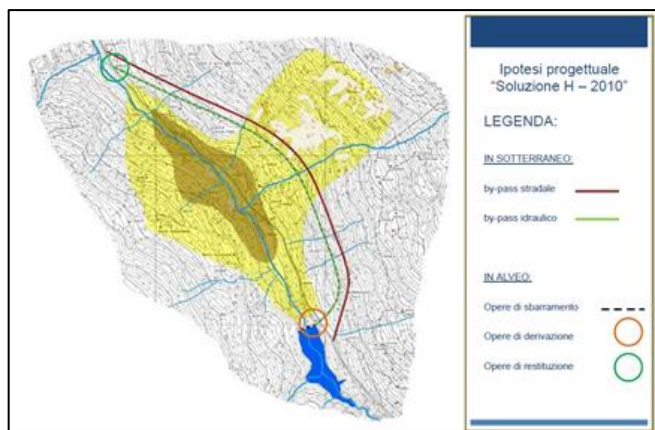 Ipotesi progettuale
“Soluzione H – 2010”
LEGENDA:
IN SOTTERRANEO:
by-pass stradale
by-pass idraulico
IN ALVEO:
Opere di sbarramento
Opere di derivazione
Opere di restituzione